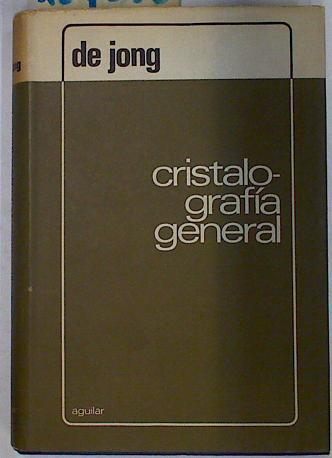 de jong
cristalo-
grafía
general
aguilar